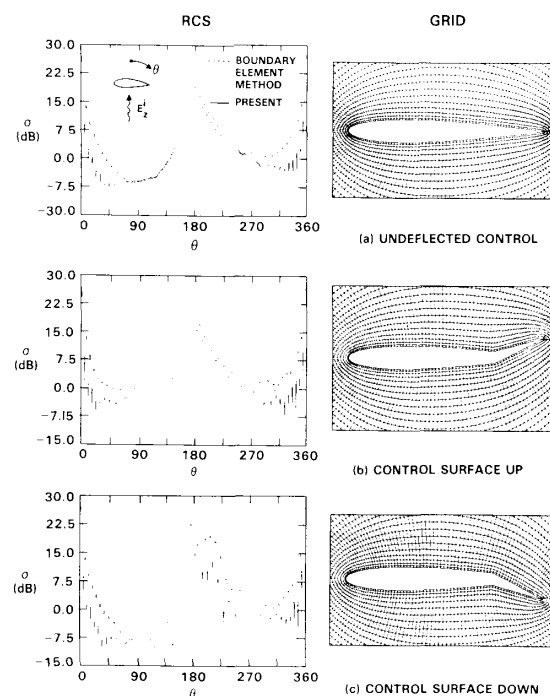 RCS
GRID
30.0
22.5
15.0
σ
(dB)
7.5
0.0
−7.5
−30.0
0
90
180
270
360
θ
θ
E_z^i
BOUNDARY
ELEMENT
METHOD
PRESENT
(a) UNDEFLECTED CONTROL
30.0
22.5
15.0
σ
(dB)
7.5
0.0
−7.15
−15.0
0
90
180
270
360
θ
(b) CONTROL SURFACE UP
30.0
22.5
15.0
σ
(dB)
7.5
0.0
−7.5
−15.0
0
90
180
270
360
θ
(c) CONTROL SURFACE DOWN